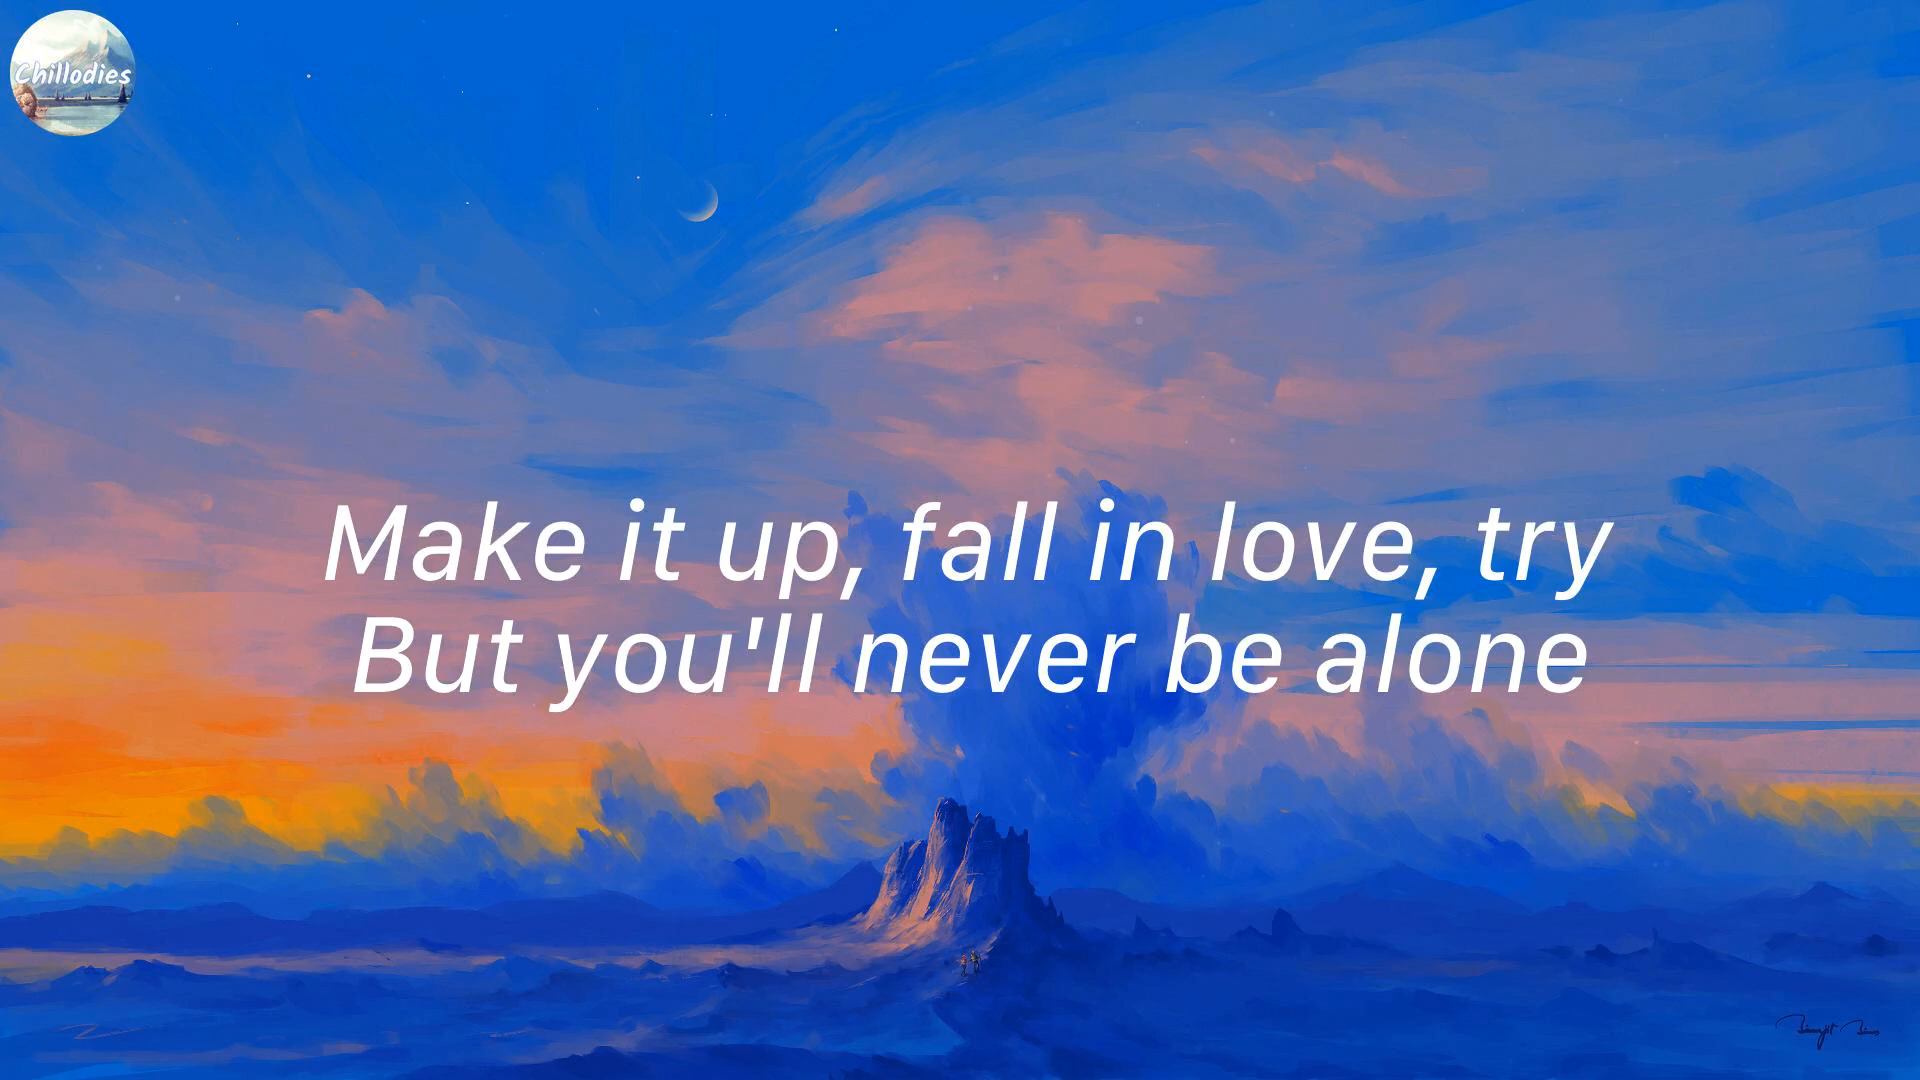 Chillodies
Make it up, fall in love, try
But you'll never be alone